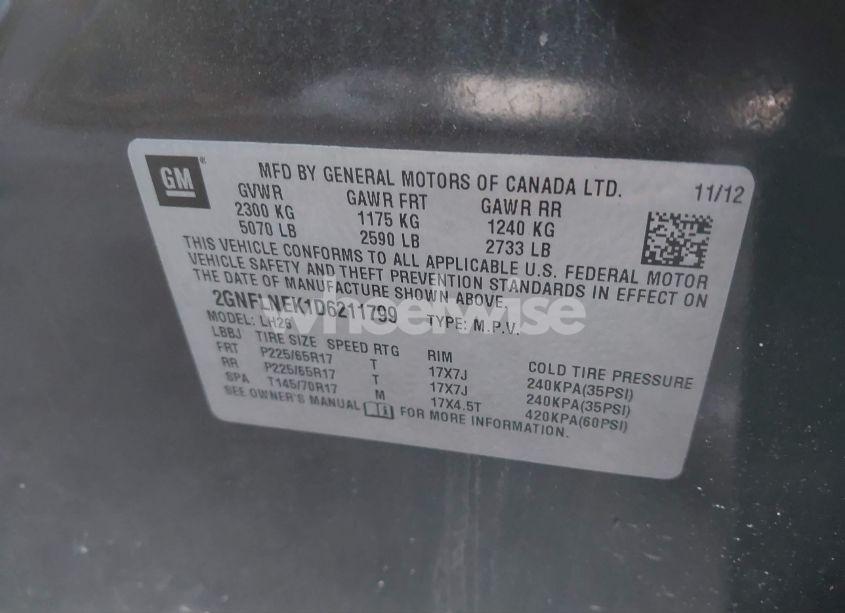 GM ®
MFD BY GENERAL MOTORS OF CANADA LTD. 11/12
GVWR GAWR FRT GAWR RR
2300 KG 1175 KG 1240 KG
5070 LB 2590 LB 2733 LB
THIS VEHICLE CONFORMS TO ALL APPLICABLE U.S. FEDERAL MOTOR
VEHICLE SAFETY AND THEFT PREVENTION STANDARDS IN EFFECT ON
THE DATE OF MANUFACTURE SHOWN ABOVE.
2GNFLNEK1D6211799 TYPE: M.P.V.
MODEL: LH26
LBBJ TIRE SIZE SPEED RTG RIM COLD TIRE PRESSURE
FRT P225/65R17 T 17X7J 240KPA(35PSI)
RR P225/65R17 T 17X7J 240KPA(35PSI)
SPA T145/70R17 M 17X4.5T 420KPA(60PSI)
SEE OWNER'S MANUAL FOR MORE INFORMATION.
wheelwise